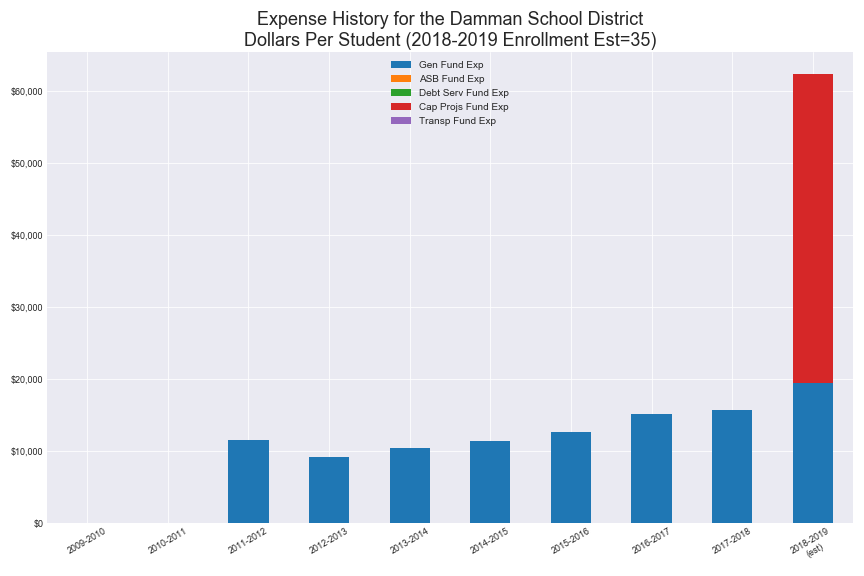 Expense History for the Damman School District
Dollars Per Student (2018-2019 Enrollment Est=35)
Gen Fund Exp
ASB Fund Exp
Debt Serv Fund Exp
Cap Projs Fund Exp
Transp Fund Exp
$60,000
$50,000
$40,000
$30,000
$20,000
$10,000
$0
2009-2010
2010-2011
2011-2012
2012-2013
2013-2014
2014-2015
2015-2016
2016-2017
2017-2018
2018-2019
(est)